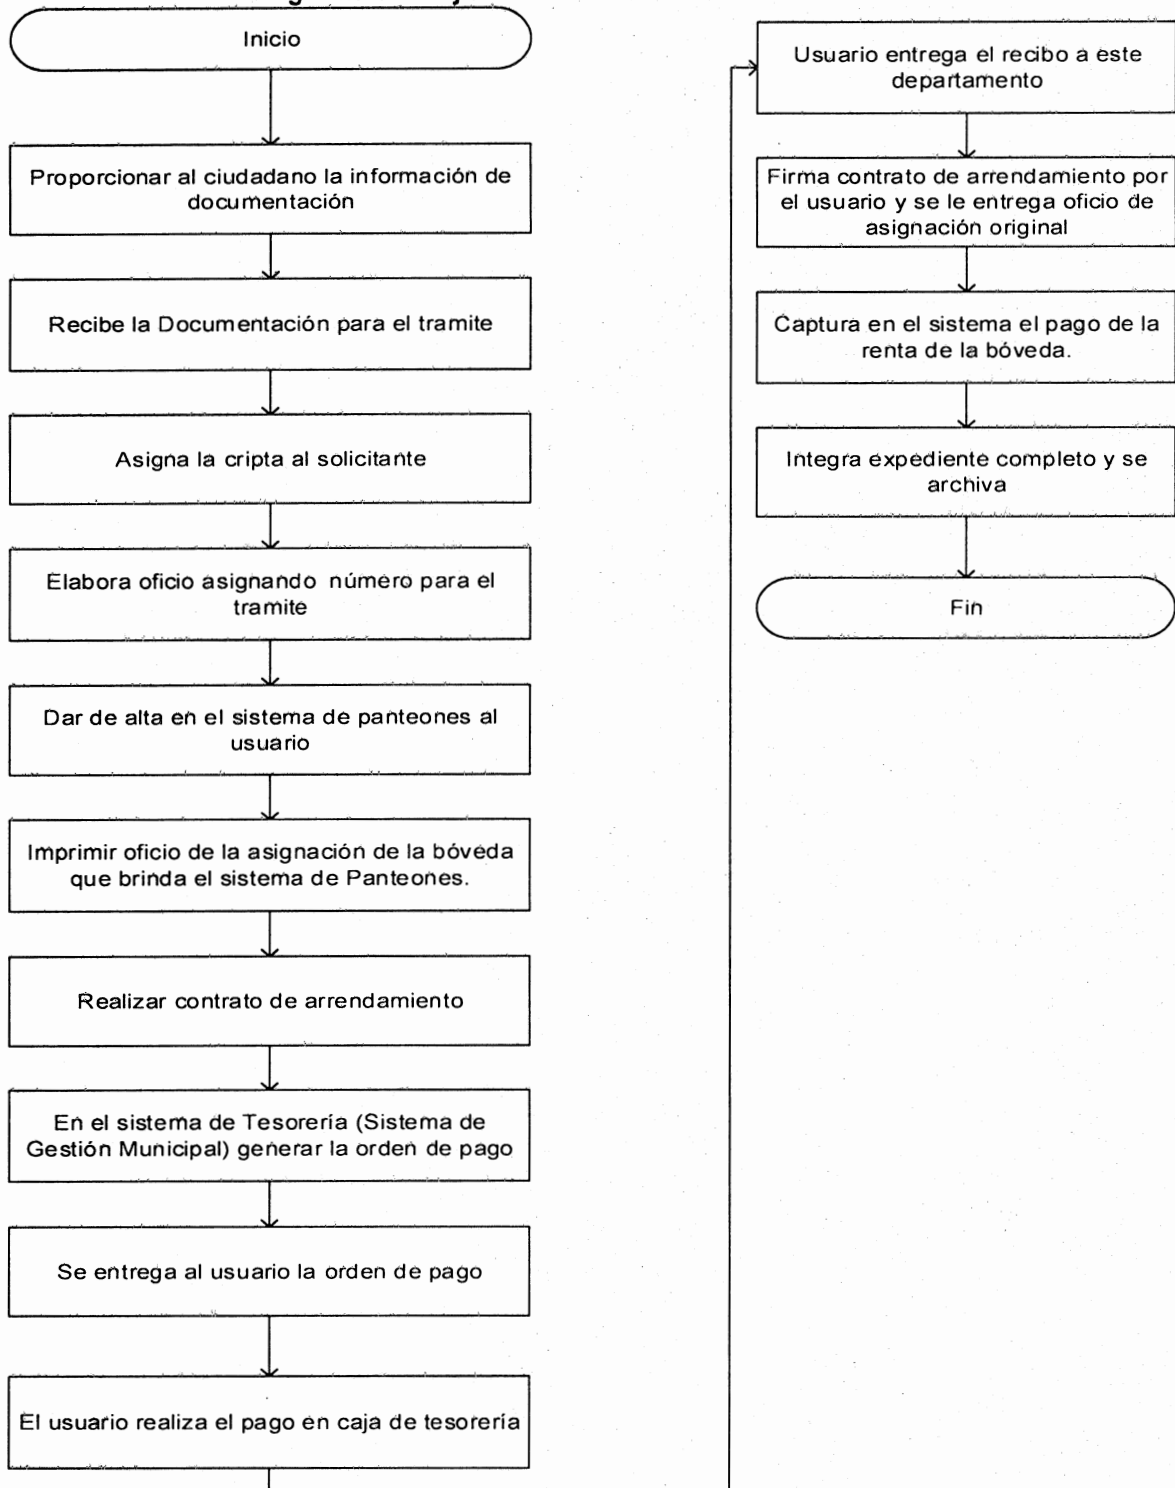 Inicio
Proporcionar al ciudadano la información de
documentación
Recibe la Documentación para el tramite
Asigna la cripta al solicitante
Elabora oficio asignando número para el
tramite
Dar de alta en el sistema de panteones al
usuario
Imprimir oficio de la asignación de la bóveda
que brinda el sistema de Panteones.
Realizar contrato de arrendamiento
En el sistema de Tesorería (Sistema de
Gestión Municipal) generar la orden de pago
Se entrega al usuario la orden de pago
El usuario realiza el pago en caja de tesorería
Usuario entrega el recibo a este
departamento
Firma contrato de arrendamiento por
el usuario y se le entrega oficio de
asignación original
Captura en el sistema el pago de la
renta de la bóveda.
Integra expediente completo y se
archiva
Fin